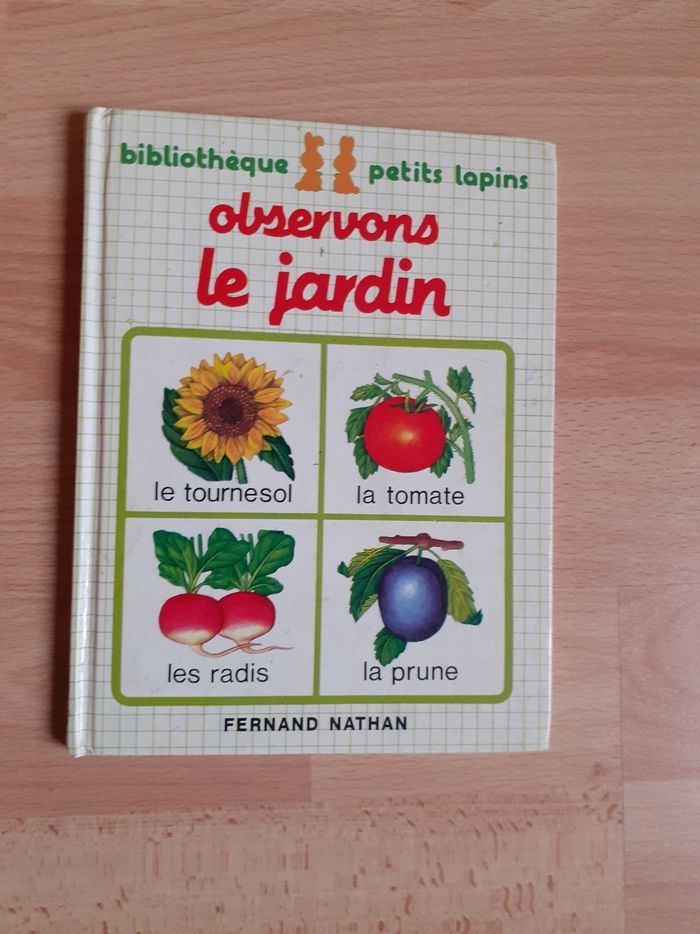 bibliothèque petits lapins
observons
le jardin
le tournesol
la tomate
les radis
la prune
FERNAND NATHAN